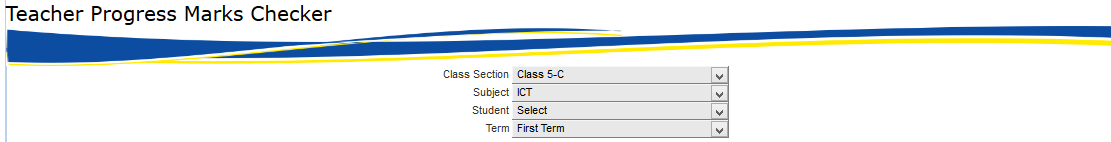 Teacher Progress Marks Checker
Class Section Class 5-C
Subject ICT
Student Select
Term First Term